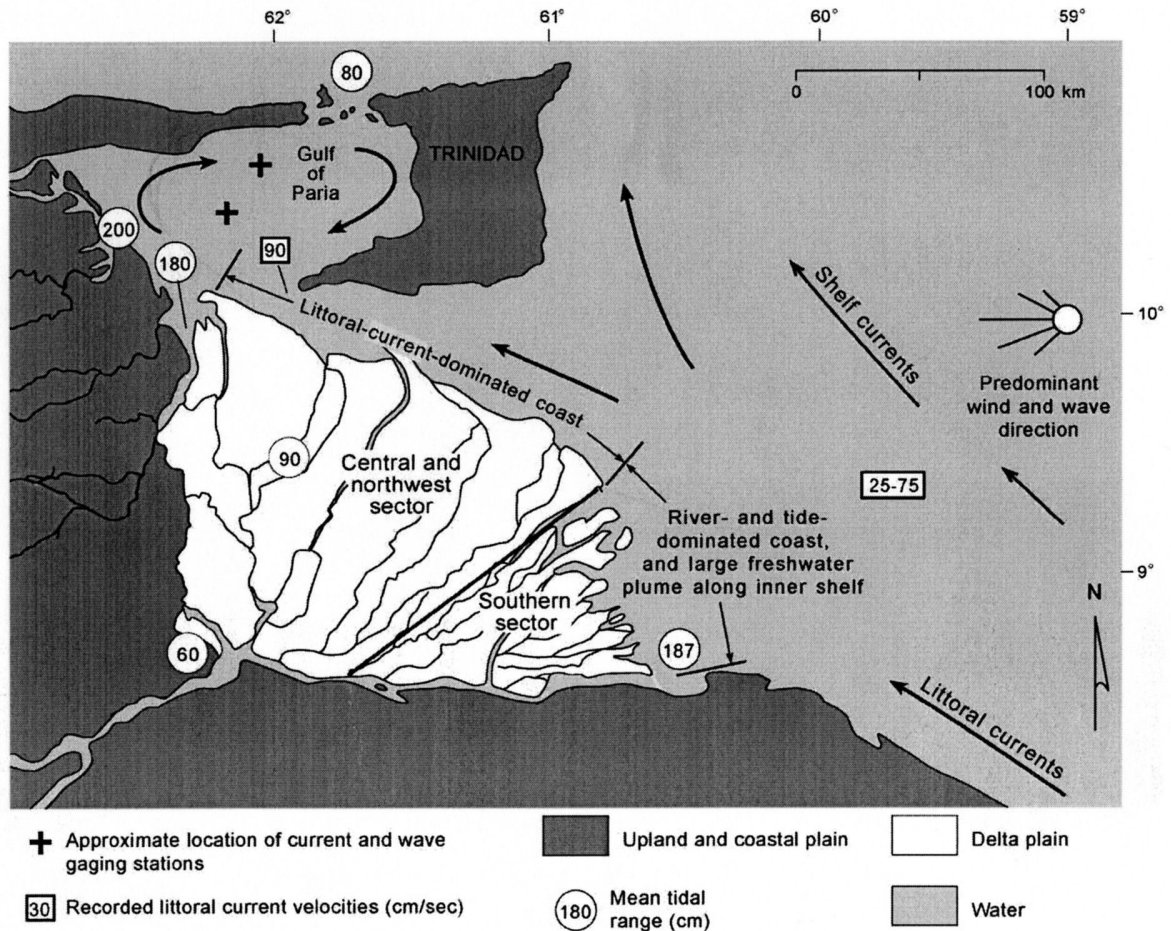 62°
61°
60°
59°
80
0
100 km
TRINIDAD
Gulf
of
Paria
200
180
90
Littoral-current-dominated coast
Shelf currents
10°
Predominant
wind and wave
direction
90
Central and
northwest
sector
25-75
River- and tide-
dominated coast,
and large freshwater
plume along inner shelf
9°
N
Southern
sector
60
187
Littoral currents
Approximate location of current and wave
gaging stations
Upland and coastal plain
Delta plain
30 Recorded littoral current velocities (cm/sec)
180 Mean tidal
range (cm)
Water